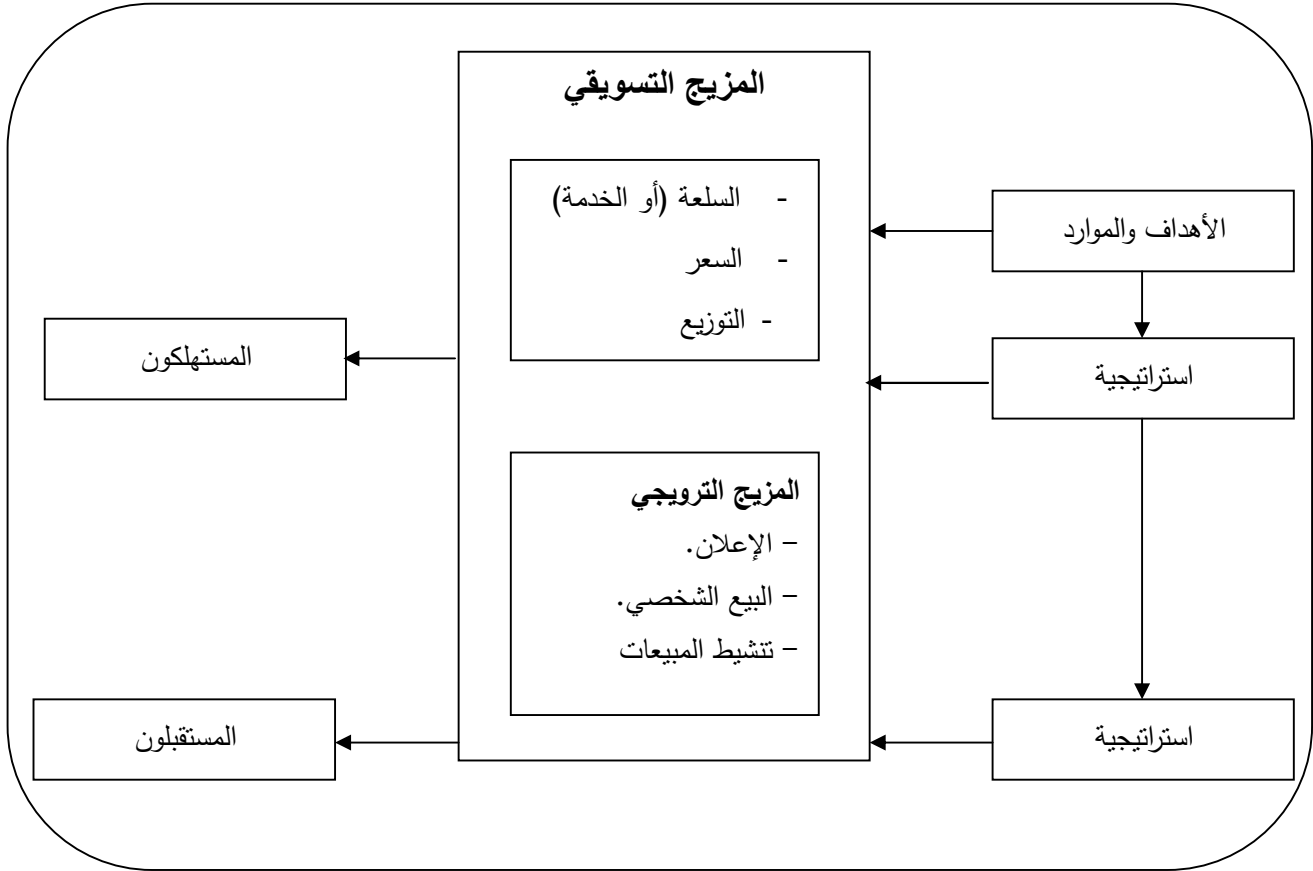 المزيج التسويقي
- السلعة (أو الخدمة)
- السعر
- التوزيع
الأهداف والموارد
استراتيجية
المستهلكون
المزيج الترويجي
– الإعلان.
– البيع الشخصي.
– تنشيط المبيعات
استراتيجية
المستقبلون